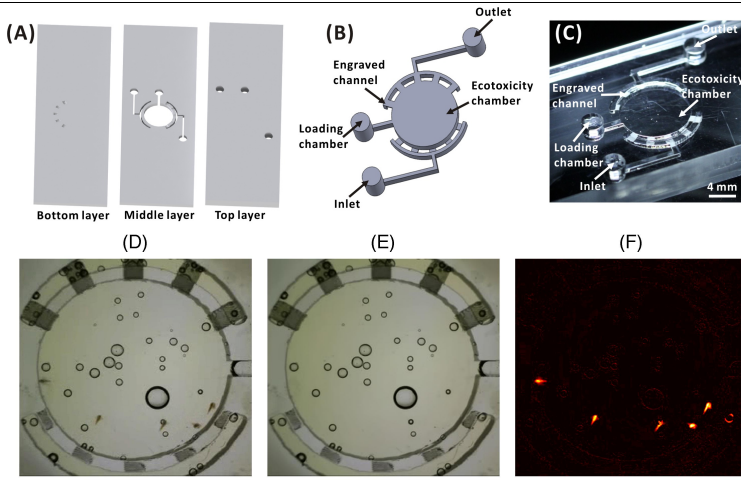 (A)
Bottom layer
Middle layer
Top layer
(B)
Outlet
Engraved
channel
Ecotoxicity
chamber
Loading
chamber
Inlet
(C)
Outlet
Engraved
channel
Ecotoxicity
chamber
Loading
chamber
Inlet
4 mm
(D)
(E)
(F)